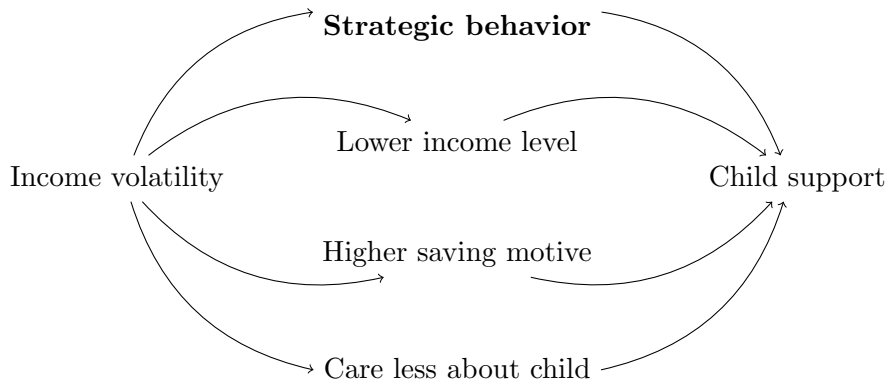 Strategic behavior
Lower income level
Income volatility
Child support
Higher saving motive
Care less about child